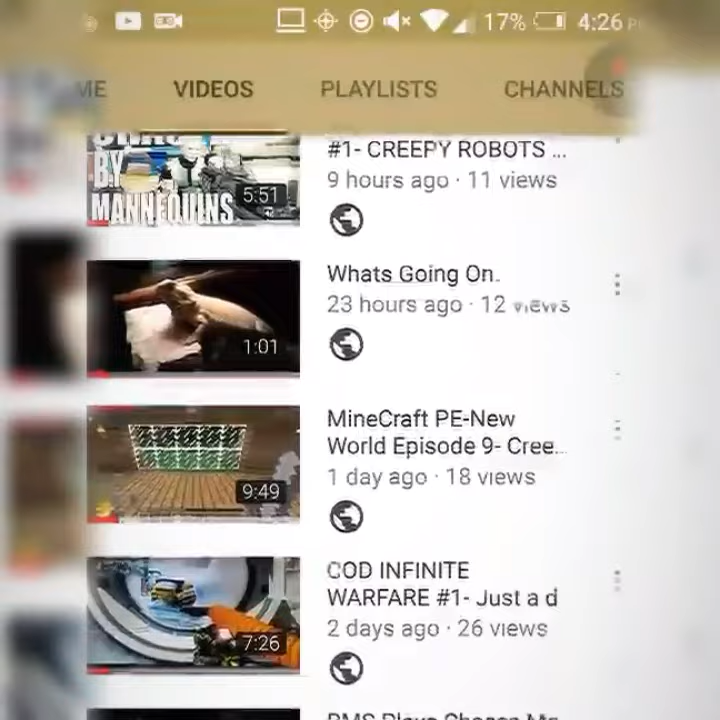 17% 4:26
ME VIDEOS PLAYLISTS CHANNELS
BY
MANNEQUINS
5:51
#1- CREEPY ROBOTS ...
9 hours ago · 11 views
Whats Going On.
23 hours ago · 12 views
1:01
MineCraft PE-New
World Episode 9- Cree...
1 day ago · 18 views
9:49
COD INFINITE
WARFARE #1- Just a d
2 days ago · 26 views
7:26